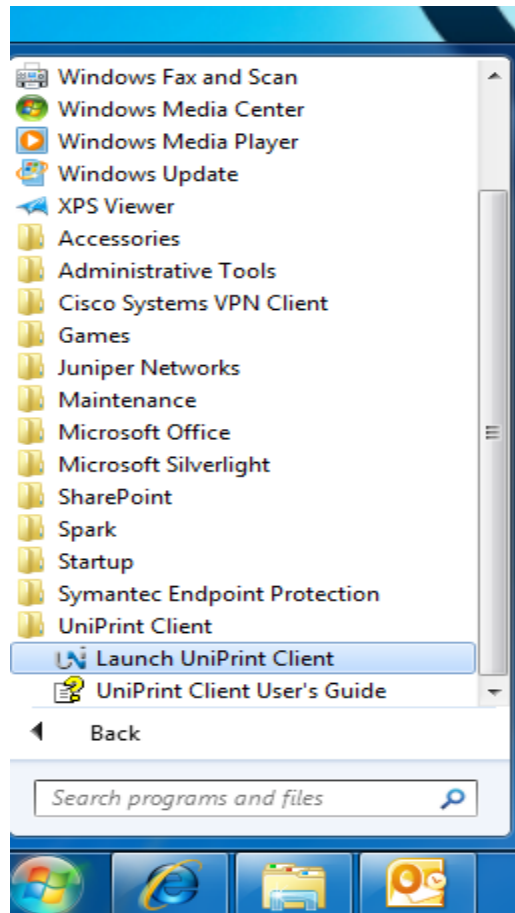 Windows Fax and Scan
Windows Media Center
Windows Media Player
Windows Update
XPS Viewer
Accessories
Administrative Tools
Cisco Systems VPN Client
Games
Juniper Networks
Maintenance
Microsoft Office
Microsoft Silverlight
SharePoint
Spark
Startup
Symantec Endpoint Protection
UniPrint Client
Launch UniPrint Client
UniPrint Client User's Guide
Back
Search programs and files